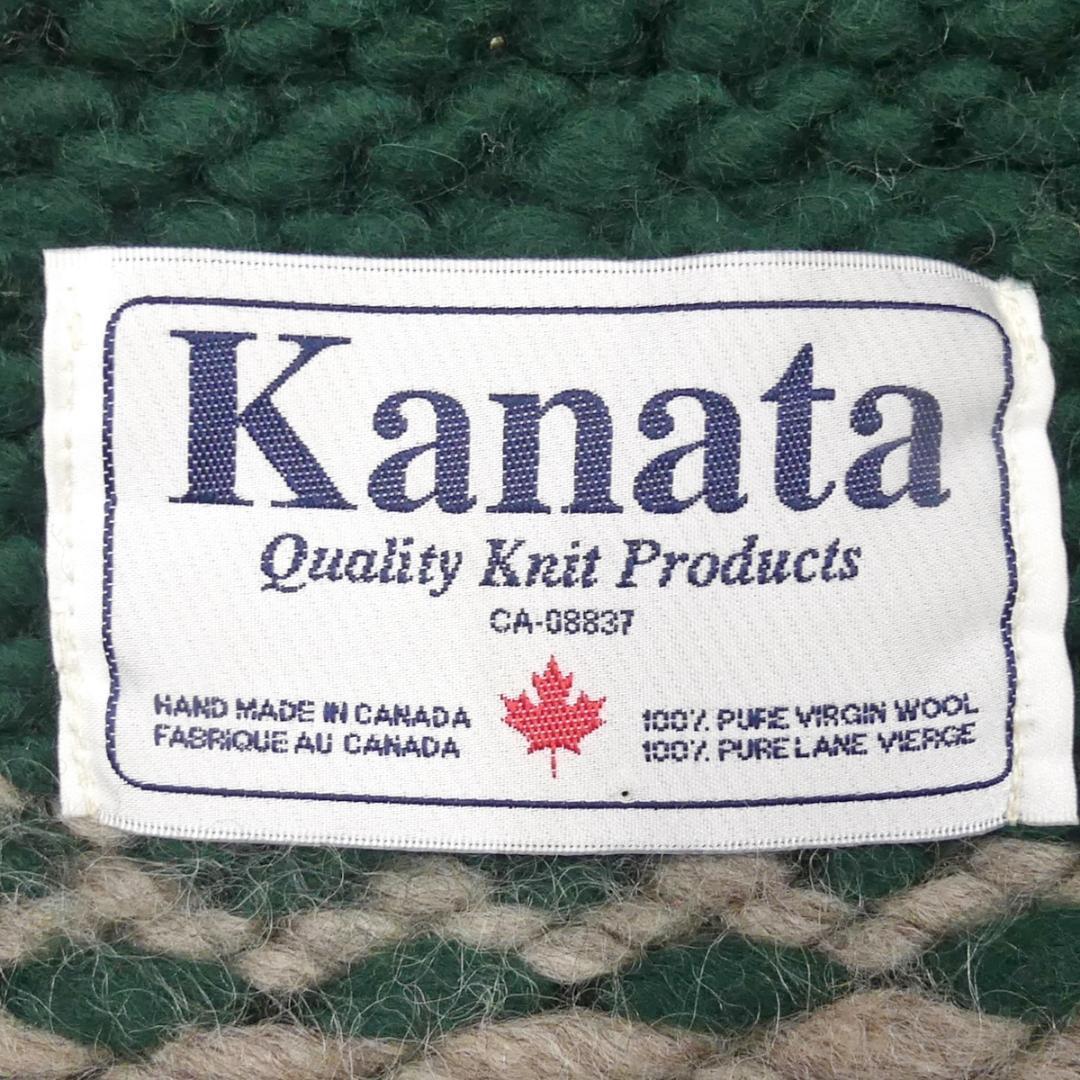 Kanata
Quality Knit Products
CA-08837
HAND MADE IN CANADA
FABRIQUE AU CANADA
100% PURE VIRGIN WOOL
100% PURE LANE VIERGE